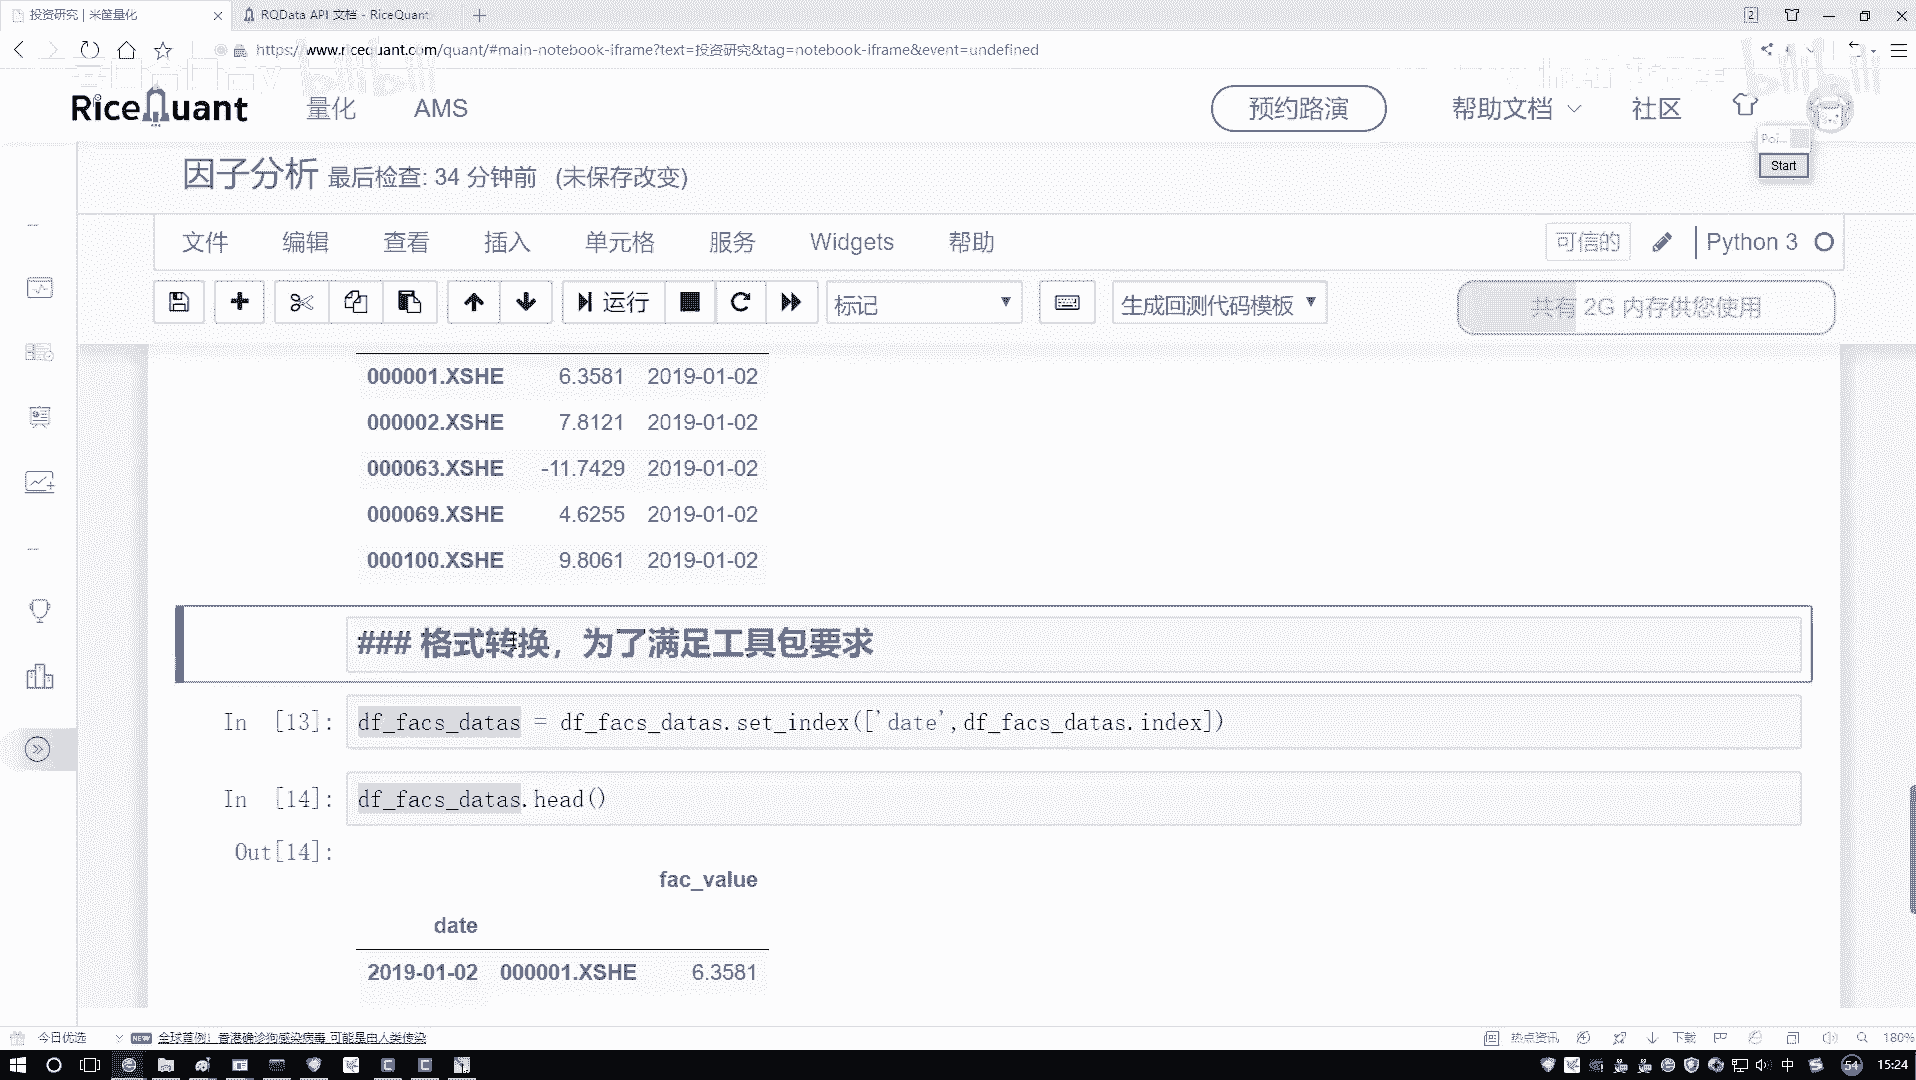 投资研究 | 米筐量化
RQData API 文档 - RiceQuant
https://www.ricequant.com/quant/#main-notebook-iframe?text=投资研究&tag=notebook-iframe&event=undefined
bilibili
bilibili
RiceQuant 量化 AMS 预约路演 帮助文档 社区
Poi...
Start
因子分析 最后检查: 34 分钟前 (未保存改变)
文件 编辑 查看 插入 单元格 服务 Widgets 帮助 可信的 Python 3
运行 标记 生成回测代码模板 共有 2G 内存供您使用
000001.XSHE 6.3581 2019-01-02
000002.XSHE 7.8121 2019-01-02
000063.XSHE -11.7429 2019-01-02
000069.XSHE 4.6255 2019-01-02
000100.XSHE 9.8061 2019-01-02
### 格式转换，为了满足工具包要求
In [13]: df_facs_datas = df_facs_datas.set_index(['date',df_facs_datas.index])
In [14]: df_facs_datas.head()
Out[14]:
fac_value
date
2019-01-02 000001.XSHE 6.3581
今日优选 NEW 全球首例！香港确诊狗感染病毒 可能是由人类传染 热点资讯 下载 180%
中 54 15:24